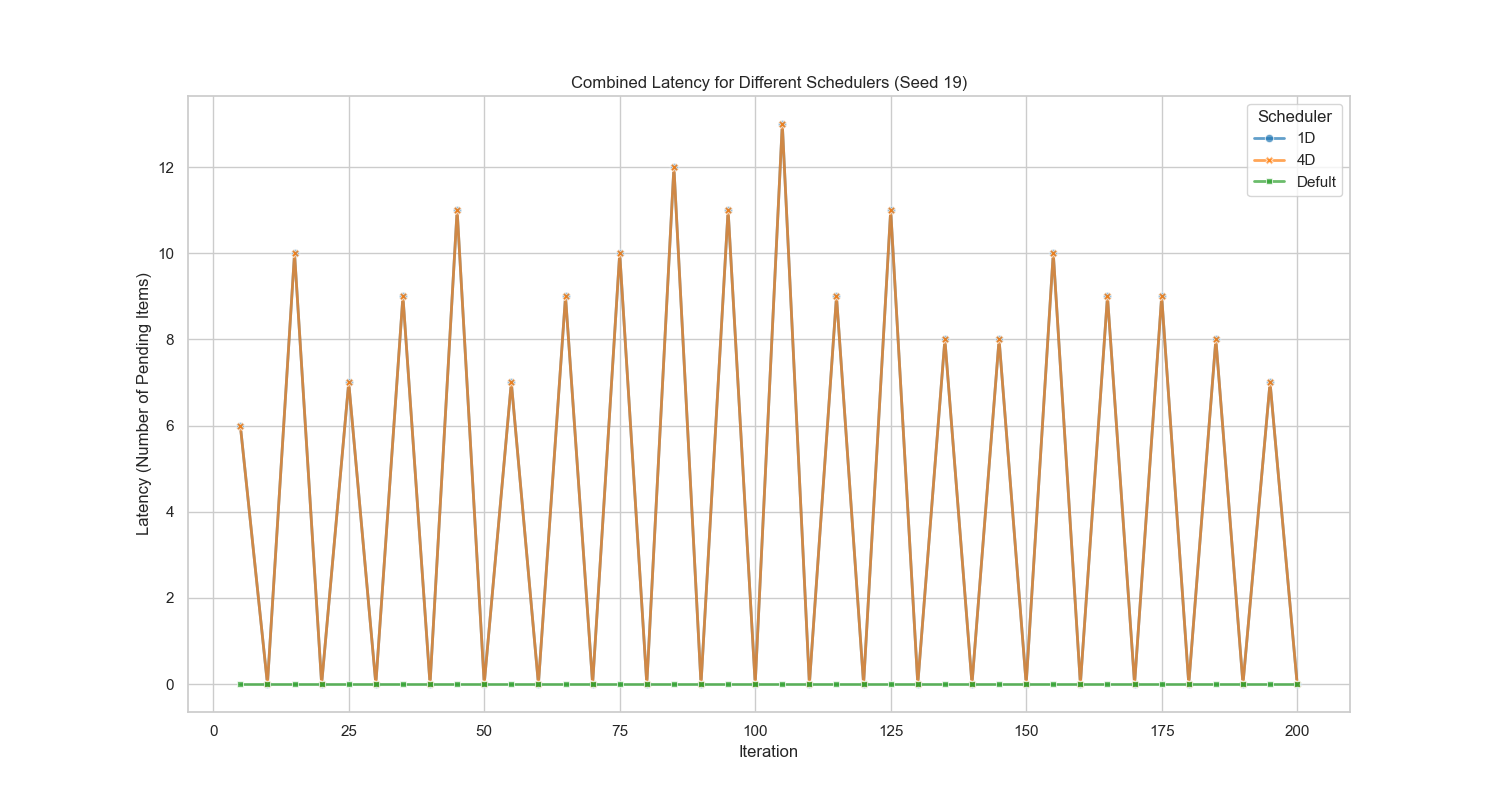 Combined Latency for Different Schedulers (Seed 19)
Scheduler
1D
4D
Defult
Latency (Number of Pending Items)
12
10
8
6
4
2
0
0 25 50 75 100 125 150 175 200
Iteration